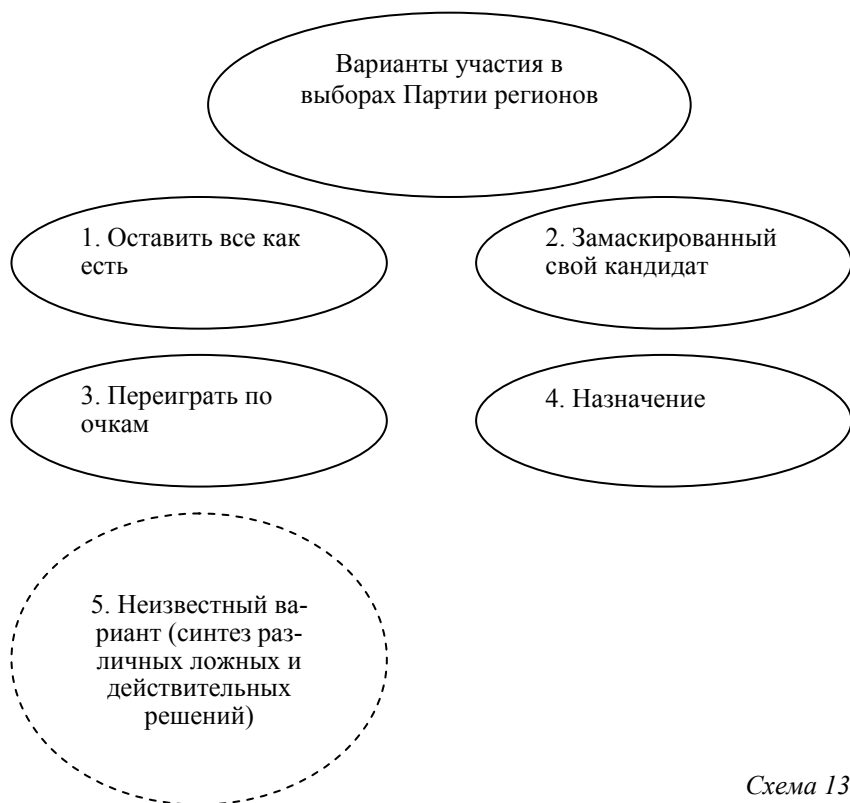 Варианты участия в
выборах Партии регионов
1. Оставить все как
есть
2. Замаскированный
свой кандидат
3. Переиграть по
очкам
4. Назначение
5. Неизвестный ва-
риант (синтез раз-
личных ложных и
действительных
решений)
Схема 13